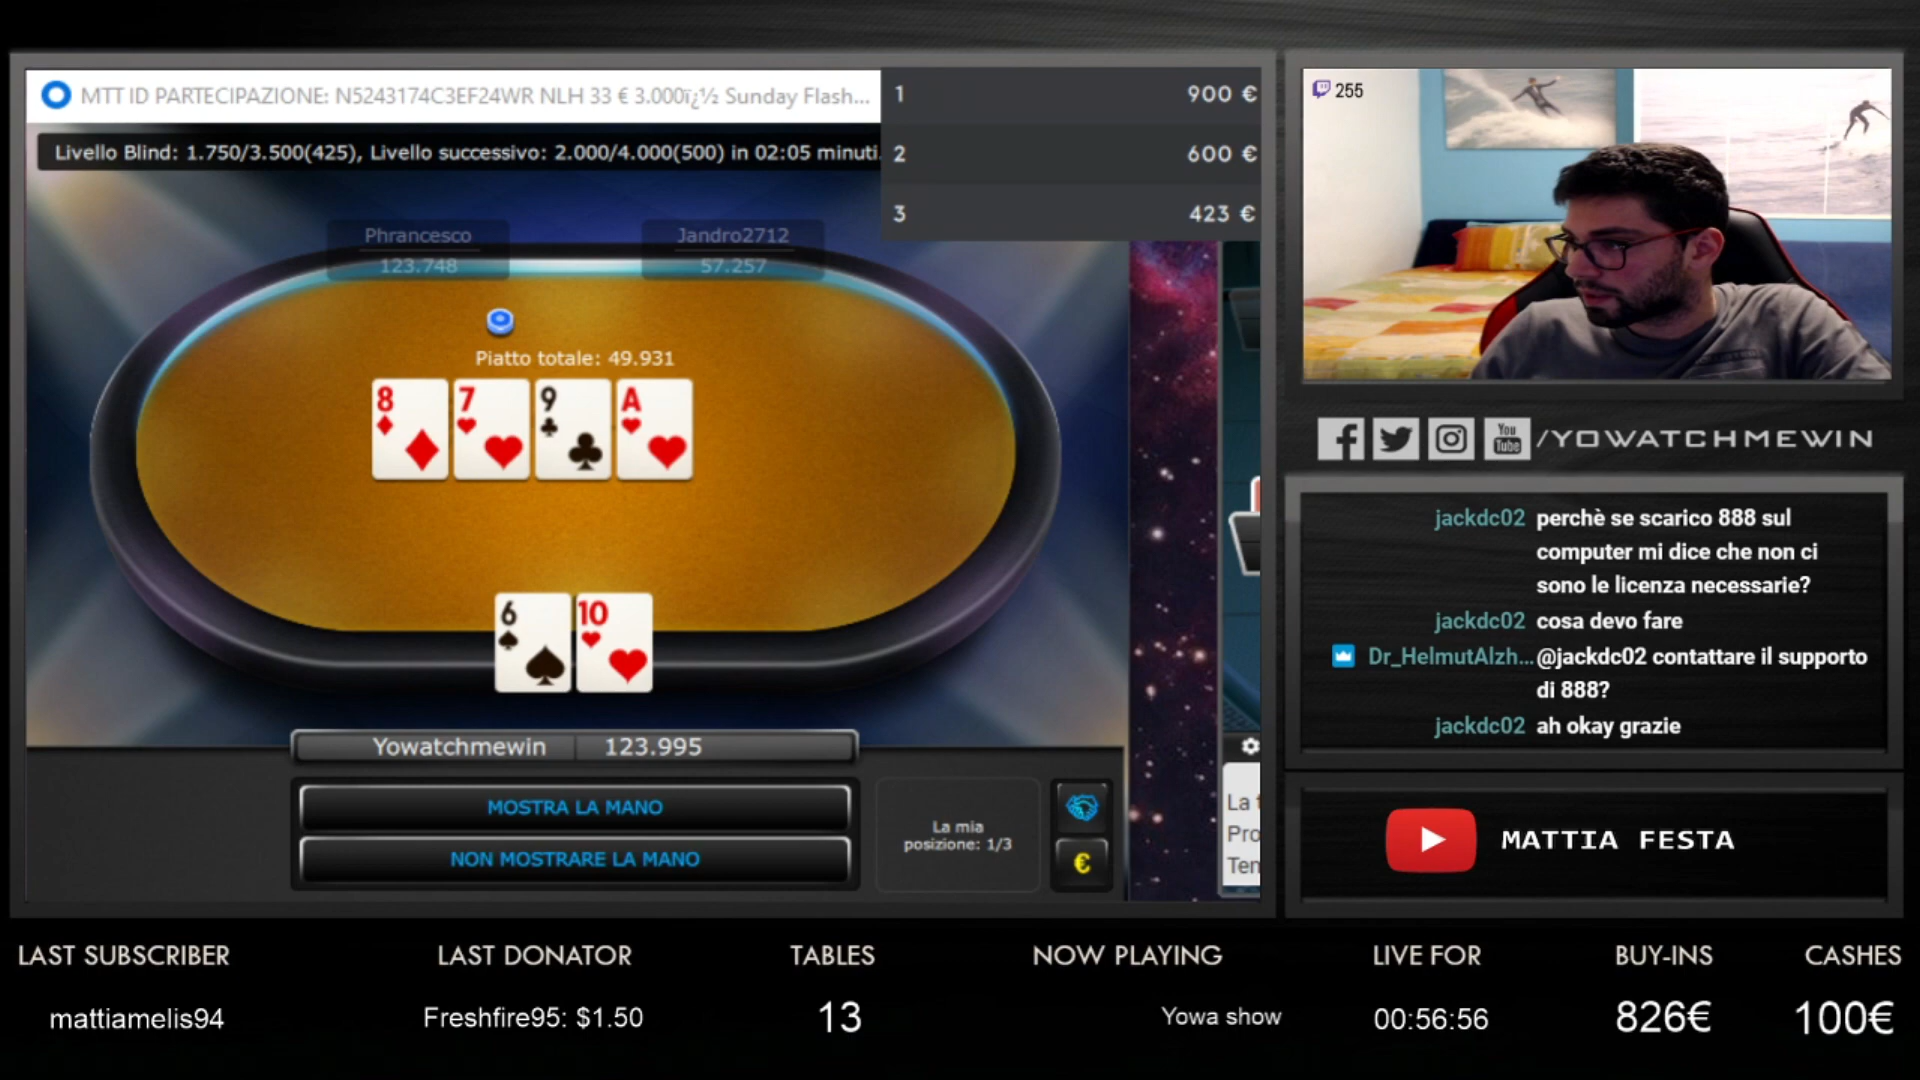 MTT ID PARTECIPAZIONE: N5243174C3EF24WR NLH 33 € 3.000ï¿½ Sunday Flash...
Livello Blind: 1.750/3.500(425), Livello successivo: 2.000/4.000(500) in 02:05 minuti.
1 900 €
2 600 €
3 423 €
Phrancesco
123.748
Jandro2712
57.257
Piatto totale: 49.931
8 7 9 A
6 10
Yowatchmewin 123.995
MOSTRA LA MANO
NON MOSTRARE LA MANO
La mia
posizione: 1/3
€
La
Pro
Ten
255
You
Tube
/YOWATCHMEWIN
jackdc02 perchè se scarico 888 sul
computer mi dice che non ci
sono le licenza necessarie?
jackdc02 cosa devo fare
Dr_HelmutAlzh... @jackdc02 contattare il supporto
di 888?
jackdc02 ah okay grazie
MATTIA FESTA
LAST SUBSCRIBER
mattiamelis94
LAST DONATOR
Freshfire95: $1.50
TABLES
13
NOW PLAYING
Yowa show
LIVE FOR
00:56:56
BUY-INS
826€
CASHES
100€